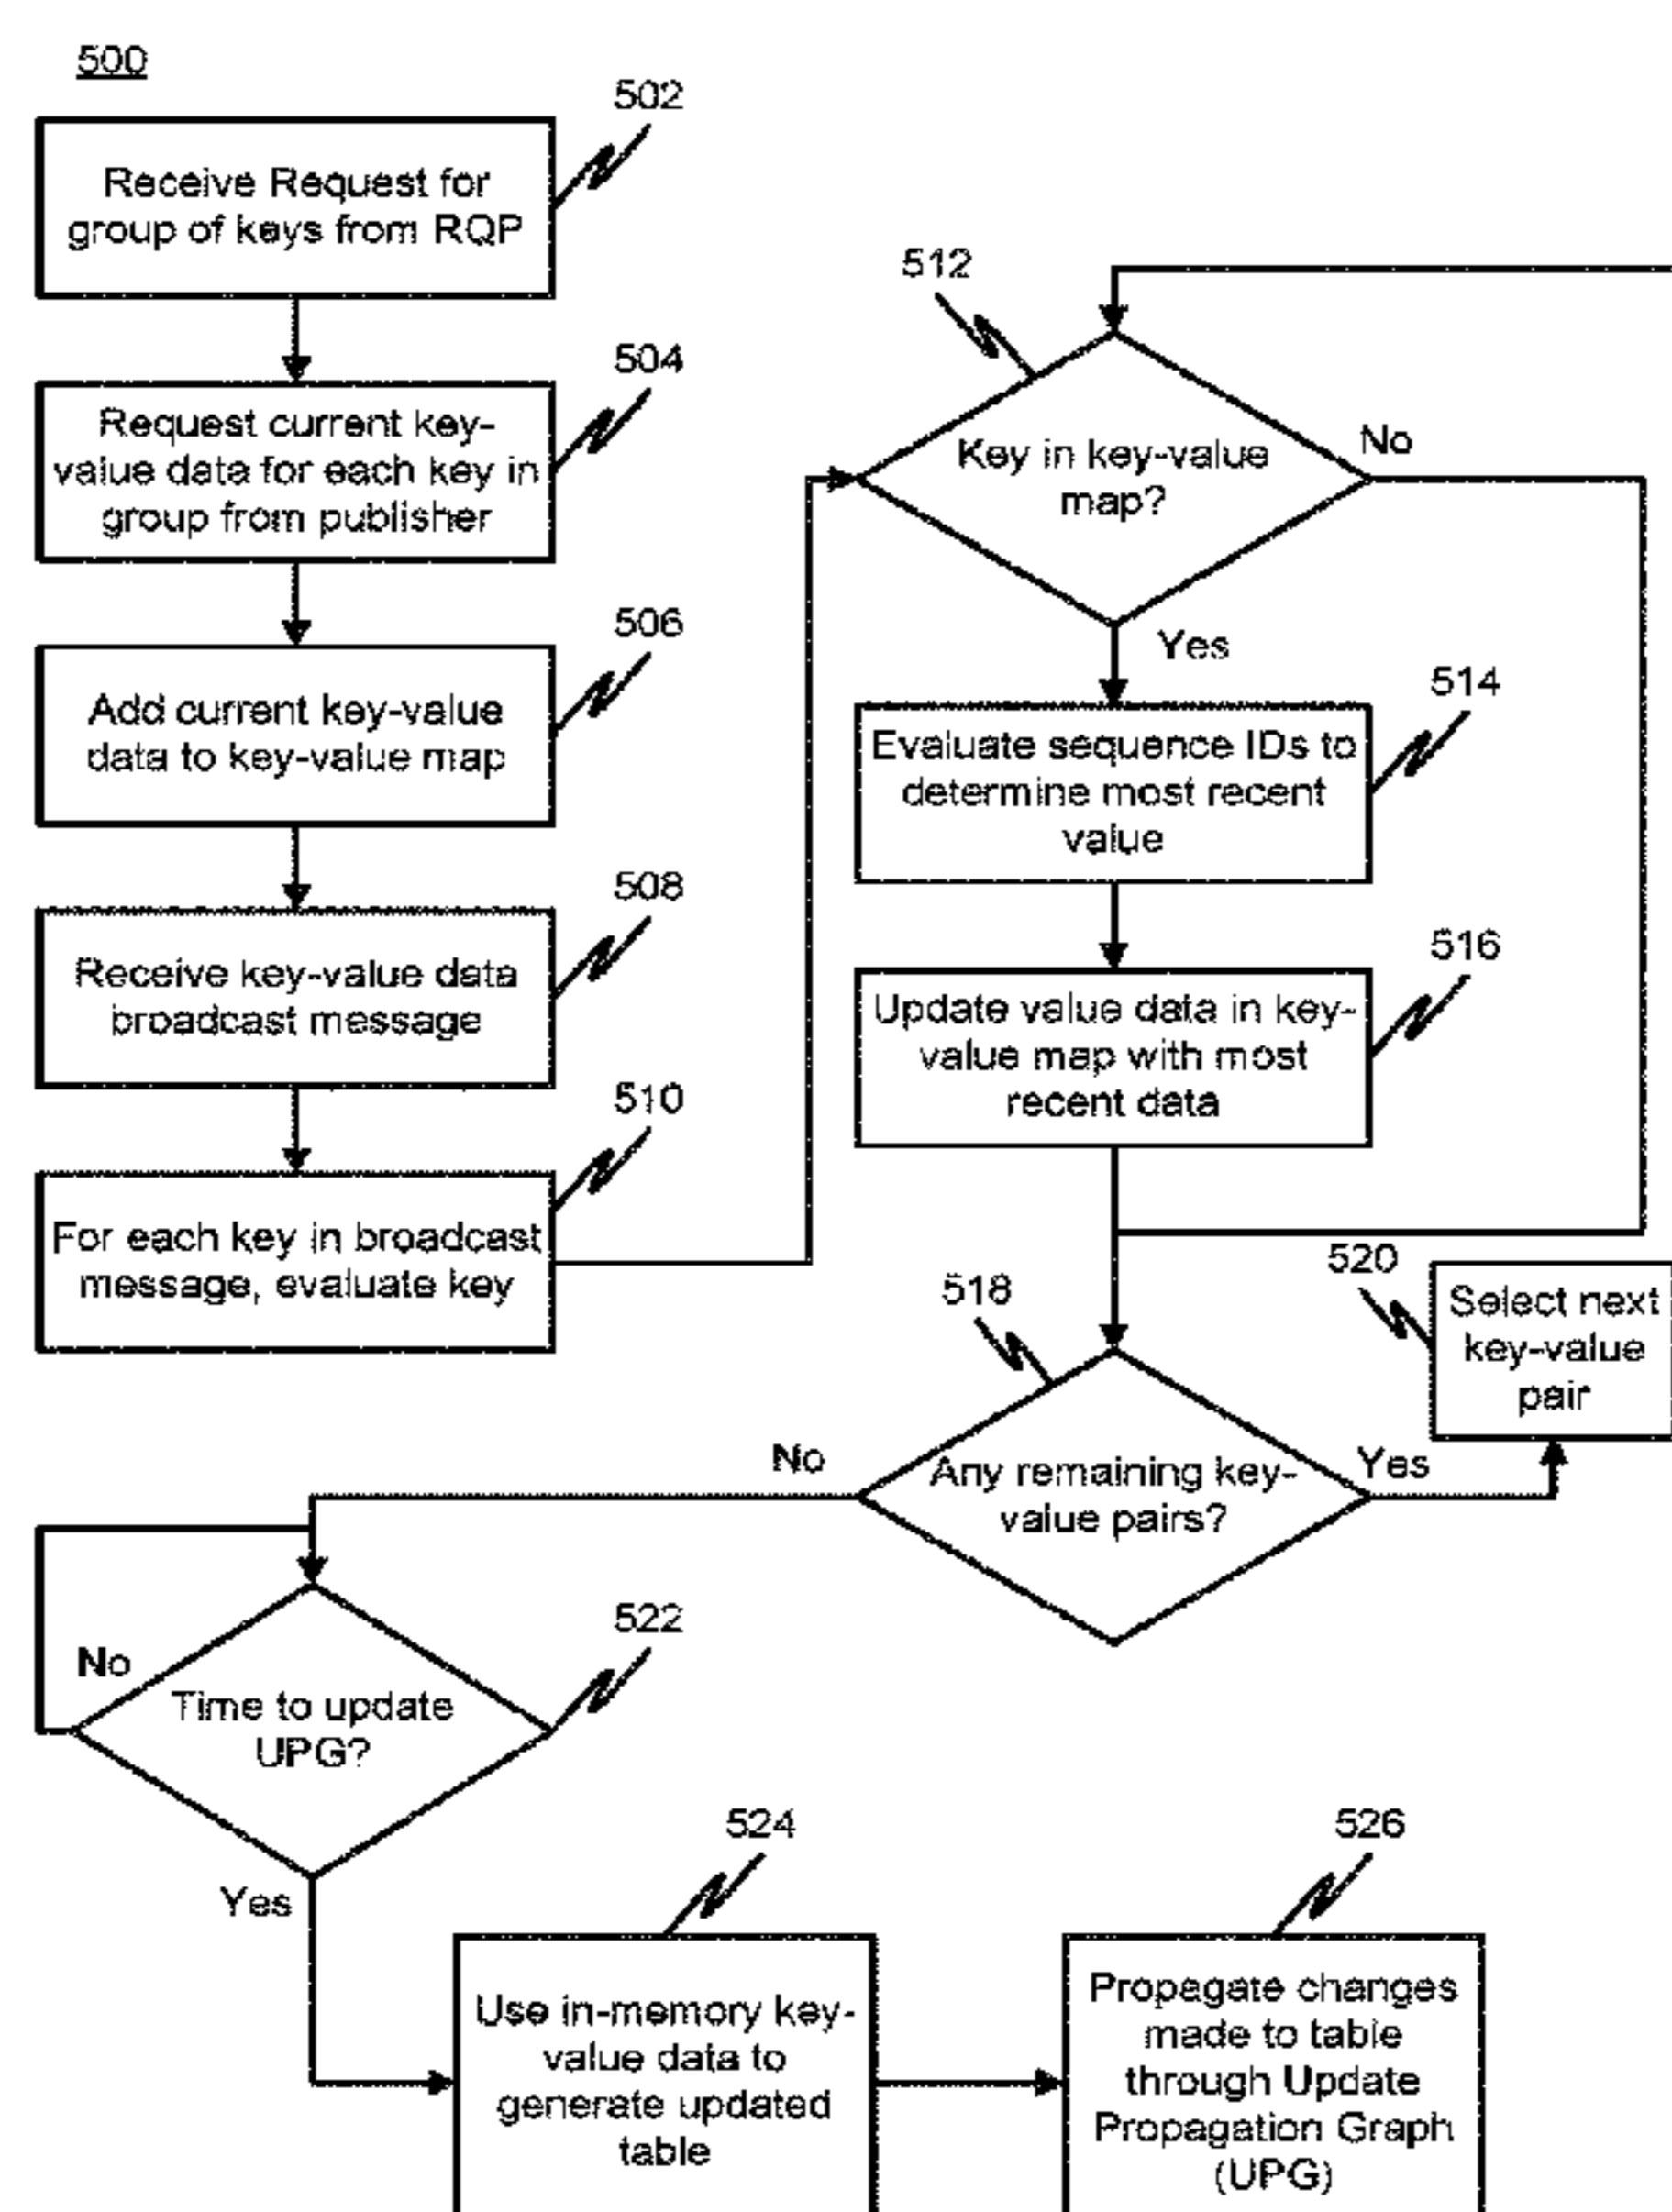 500
502
Receive Request for
group of keys from RQP
504
Request current key-
value data for each key in
group from publisher
506
Add current key-value
data to key-value map
508
Receive key-value data
broadcast message
510
For each key in broadcast
message, evaluate key
512
Key in key-value
map?
No
Yes
514
Evaluate sequence IDs to
determine most recent
value
516
Update value data in key-
value map with most
recent data
518
Any remaining key-
value pairs?
No
Yes
520
Select next
key-value
pair
522
Time to update
UPG?
No
Yes
524
Use in-memory key-
value data to
generate updated
table
526
Propagate changes
made to table
through Update
Propagation Graph
(UPG)